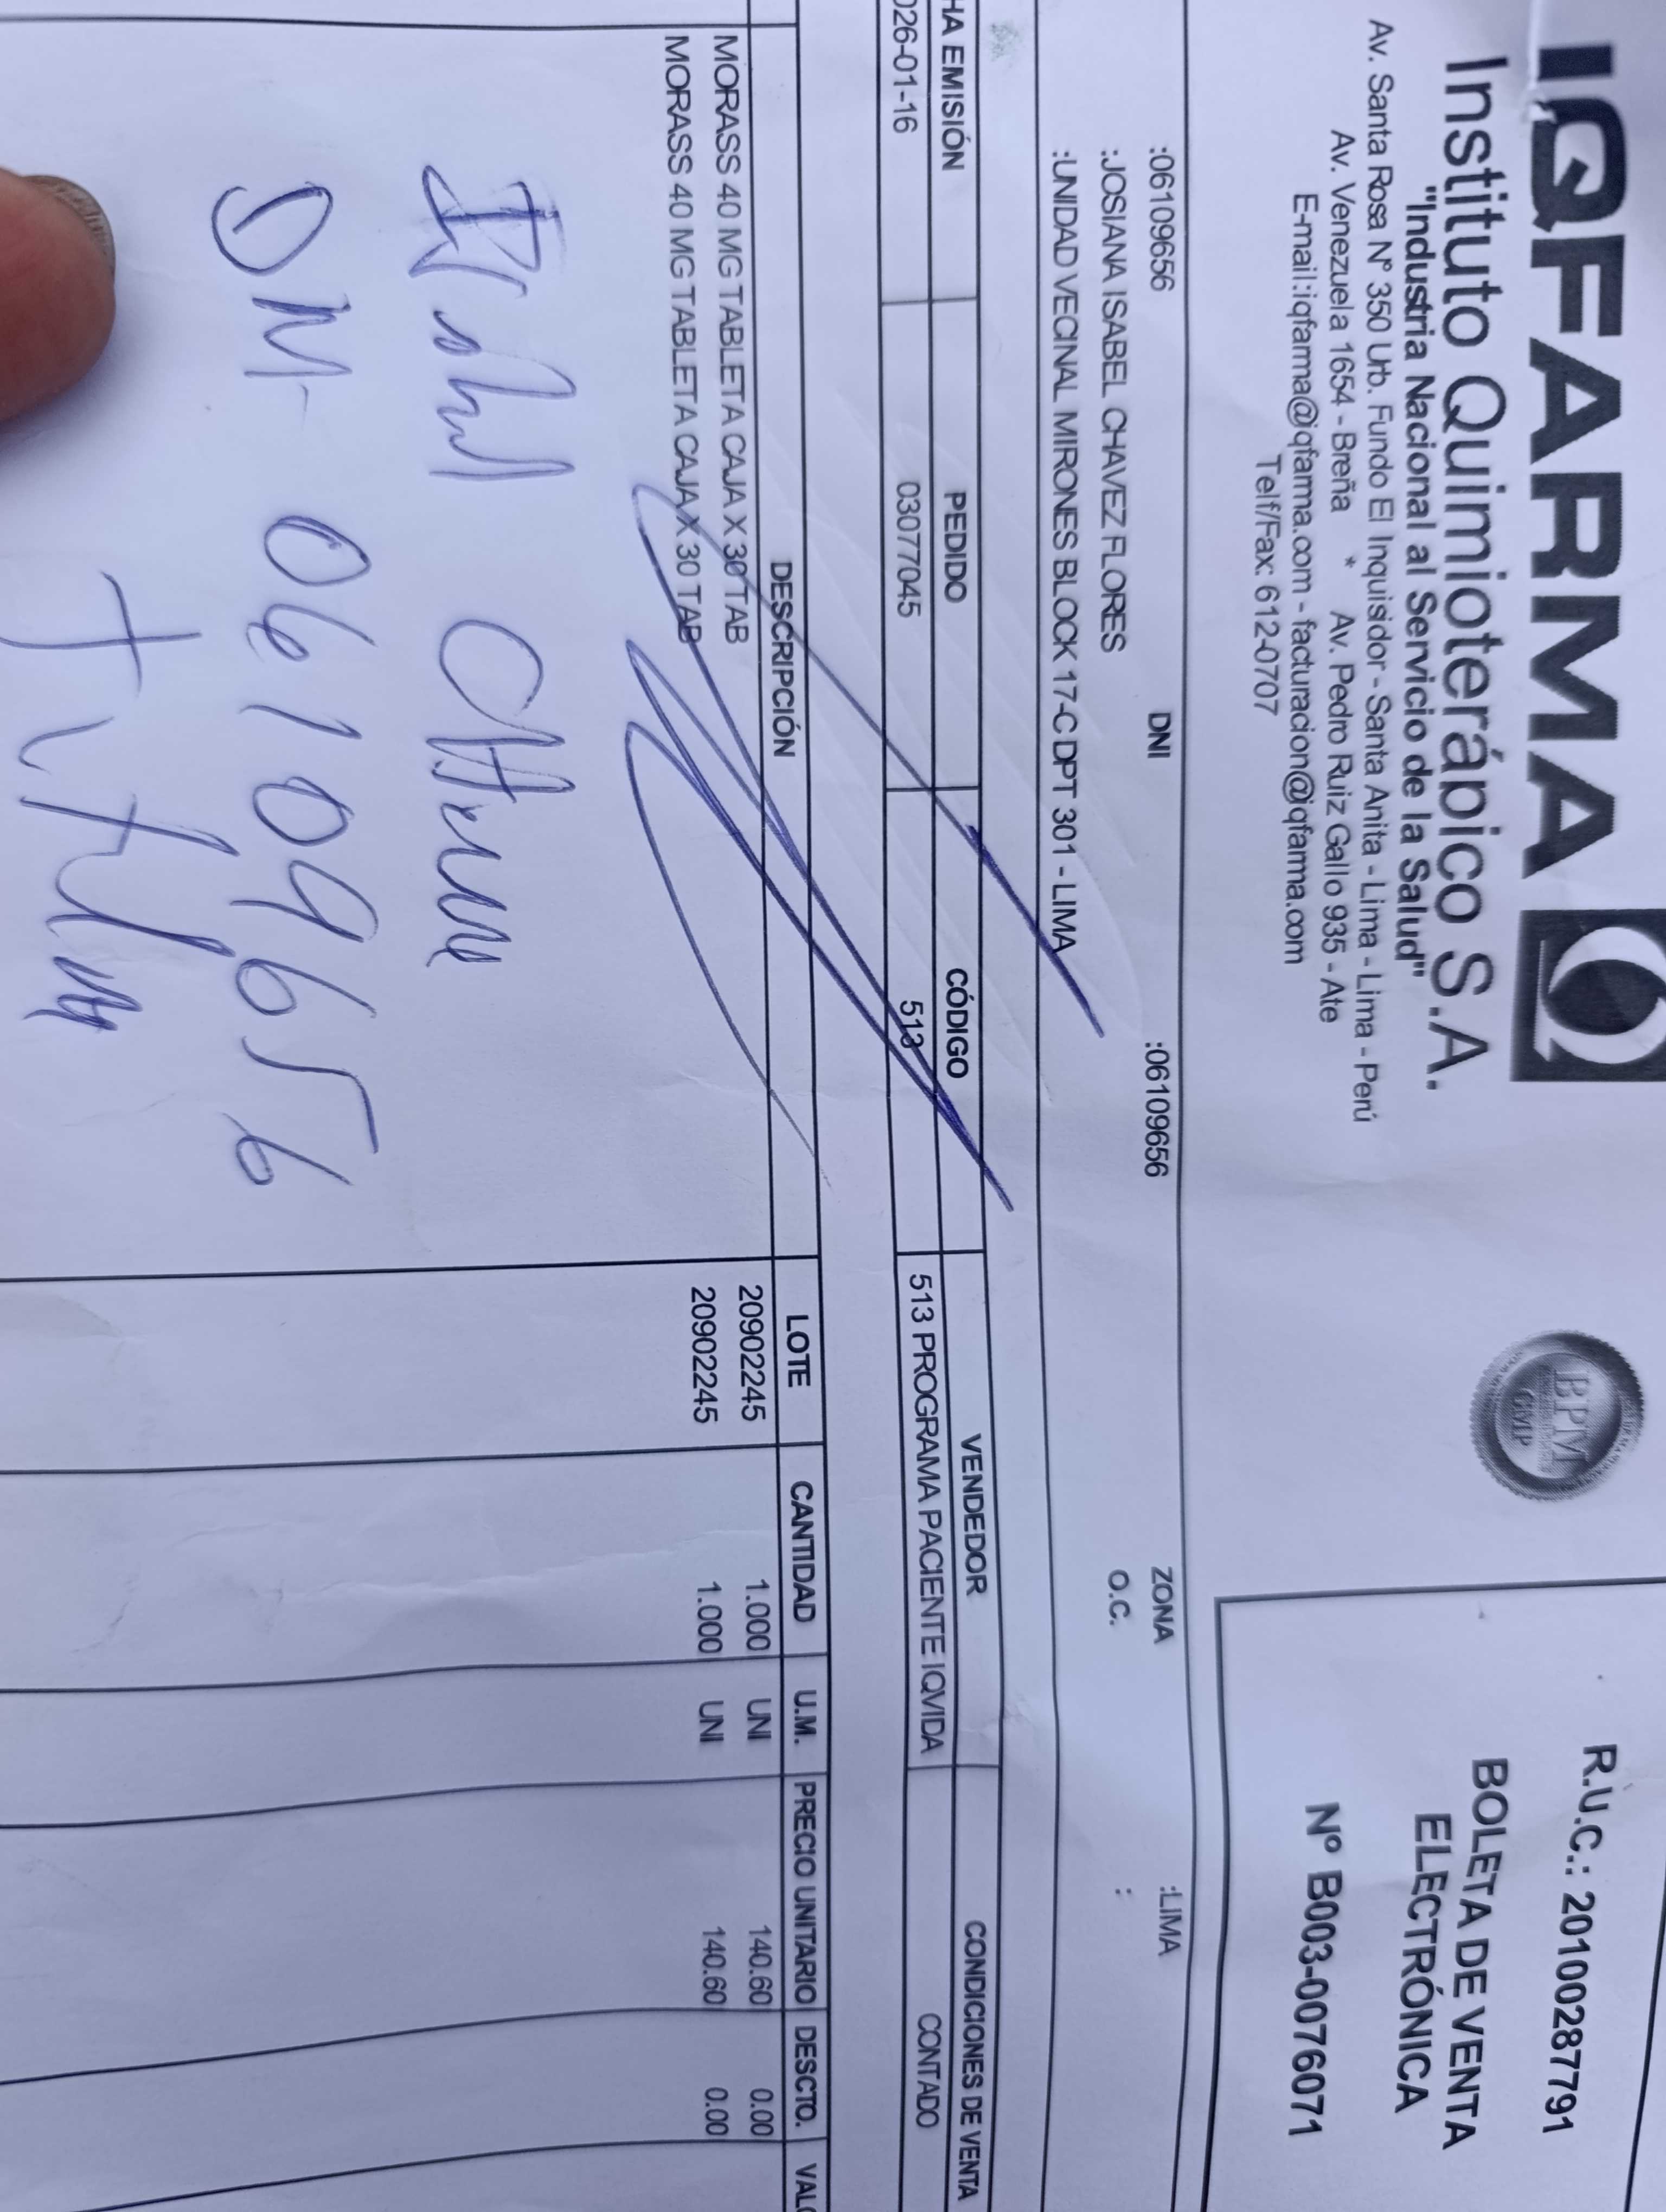 IQFARMA
Instituto Quimioterápico S.A.
"Industria Nacional al Servicio de la Salud"
Av. Santa Rosa Nº 350 Urb. Fundo El Inquisidor - Santa Anita - Lima - Lima - Perú
Av. Venezuela 1654 - Breña * Av. Pedro Ruiz Gallo 935 - Ate
E-mail:iqfarma@iqfarma.com - facturacion@iqfarma.com
Telf/Fax: 612-0707
BPM
GMP
R.U.C.: 20100287791
BOLETA DE VENTA
ELECTRÓNICA
Nº B003-0076071
:06109656 DNI :06109656 ZONA :LIMA
:JOSIANA ISABEL CHAVEZ FLORES O.C. :
:UNIDAD VECINAL MIRONES BLOCK 17-C DPT 301 - LIMA
HA EMISIÓN PEDIDO CÓDIGO VENDEDOR CONDICIONES DE VENTA
026-01-16 03077045 513 513 PROGRAMA PACIENTE IQVIDA CONTADO
DESCRIPCIÓN LOTE CANTIDAD U.M. PRECIO UNITARIO DESCTO. VALO
MORASS 40 MG TABLETA CAJA X 30 TAB 20902245 1.000 UNI 140.60 0.00
MORASS 40 MG TABLETA CAJA X 30 TAB 20902245 1.000 UNI 140.60 0.00
06109656